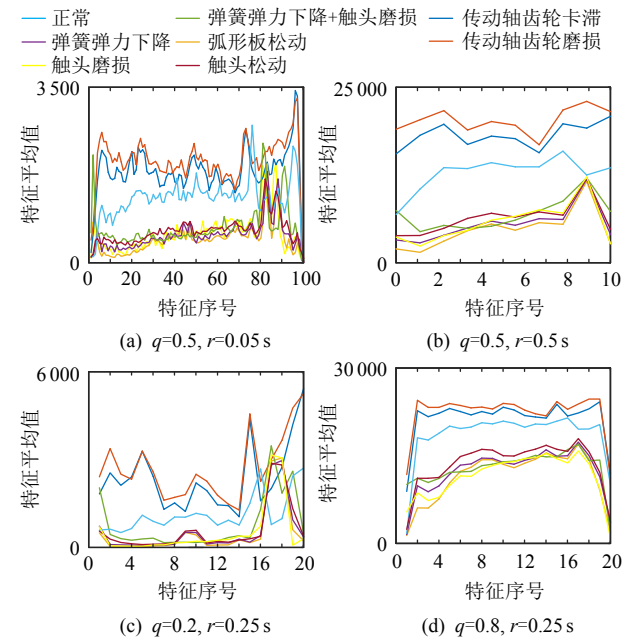 正常 弹簧弹力下降+触头磨损 传动轴齿轮卡滞
弹簧弹力下降 弧形板松动 传动轴齿轮磨损
触头磨损 触头松动
3 500
0
特征平均值
0 20 40 60 80 100
特征序号
(a) q=0.5, r=0.05 s
25 000
0
特征平均值
0 2 4 6 8 10
特征序号
(b) q=0.5, r=0.5 s
6 000
0
特征平均值
0 4 8 12 16 20
特征序号
(c) q=0.2, r=0.25 s
30 000
0
特征平均值
0 4 8 12 16 20
特征序号
(d) q=0.8, r=0.25 s